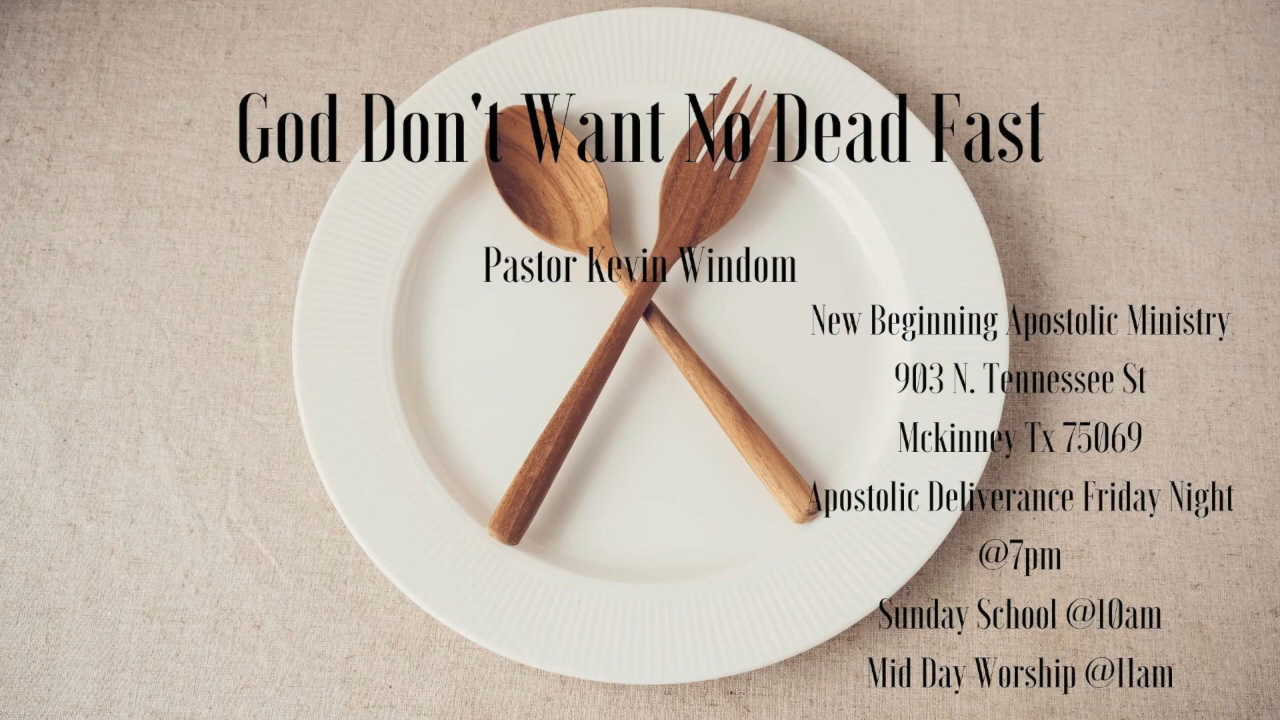 God Don't Want No Dead Fast
Pastor Kevin Windom
New Beginning Apostolic Ministry
903 N. Tennessee St
Mckinney Tx 75069
Apostolic Deliverance Friday Night
@7pm
Sunday School @10am
Mid Day Worship @11am